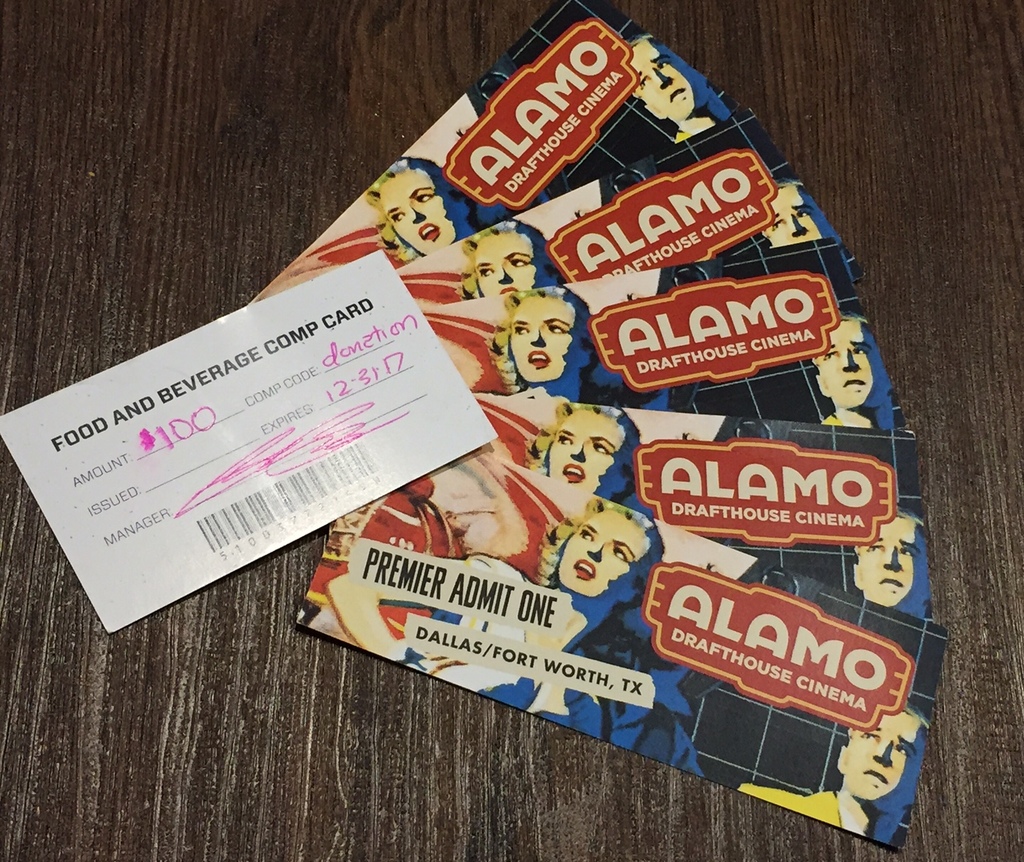 ALAMO
DRAFTHOUSE CINEMA
ALAMO
DRAFTHOUSE CINEMA
ALAMO
DRAFTHOUSE CINEMA
ALAMO
DRAFTHOUSE CINEMA
ALAMO
DRAFTHOUSE CINEMA
PREMIER ADMIT ONE
DALLAS/FORT WORTH, TX
FOOD AND BEVERAGE COMP CARD
AMOUNT: $100 COMP CODE: donation
ISSUED: EXPIRES: 12-31-17
MANAGER: